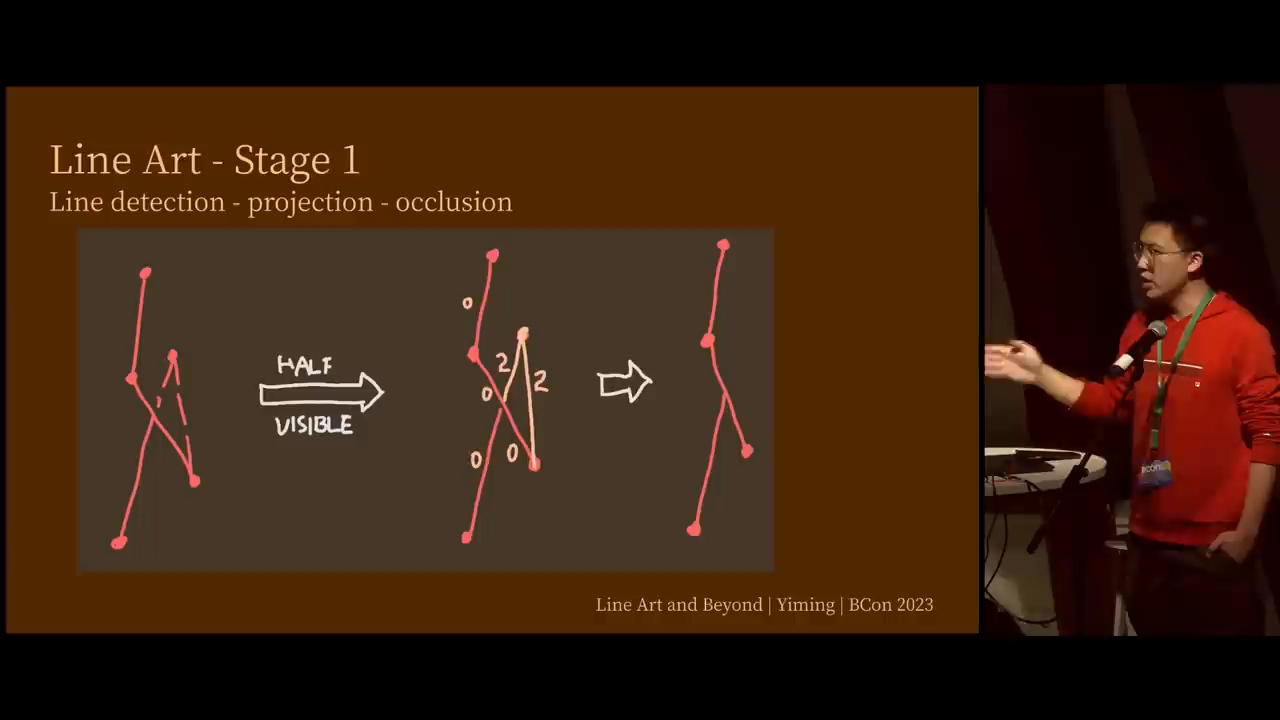 Line Art - Stage 1
Line detection - projection - occlusion
HALF
VISIBLE
0
2
2
0
0
0
Line Art and Beyond | Yiming | BCon 2023
bcon